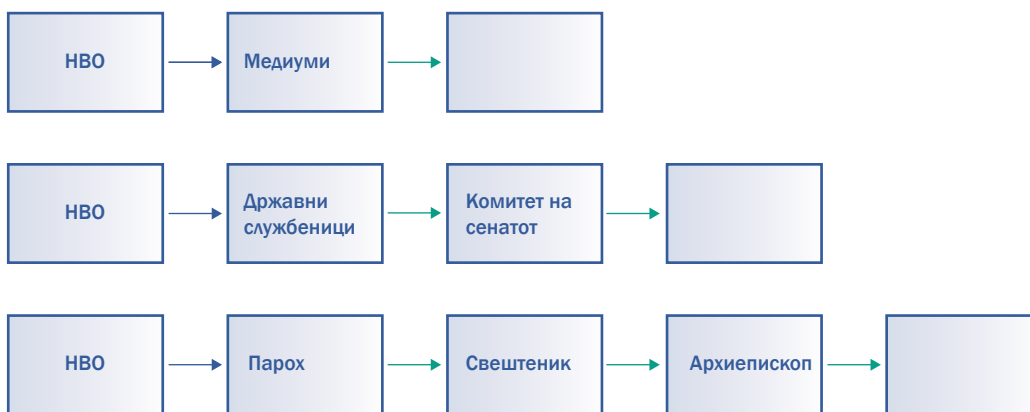 НВО
Медиуми
НВО
Државни
службеници
Комитет на
сенатот
НВО
Парох
Свештеник
Архиепископ